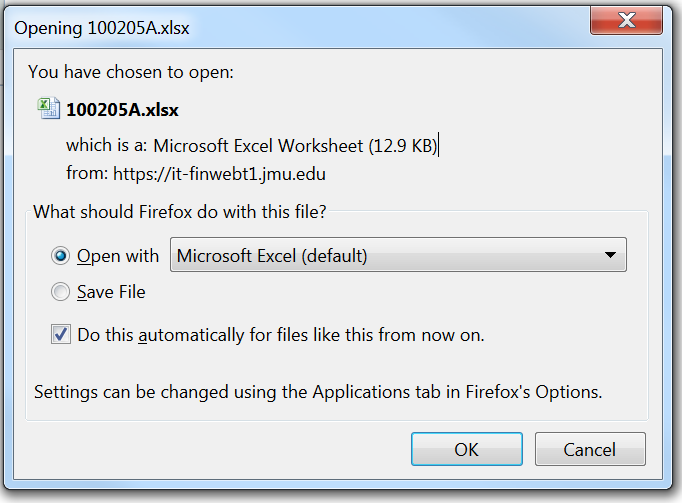 Opening 100205A.xlsx
You have chosen to open:
100205A.xlsx
which is a: Microsoft Excel Worksheet (12.9 KB)
from: https://it-finwebt1.jmu.edu
What should Firefox do with this file?
Open with Microsoft Excel (default)
Save File
Do this automatically for files like this from now on.
Settings can be changed using the Applications tab in Firefox's Options.
OK Cancel